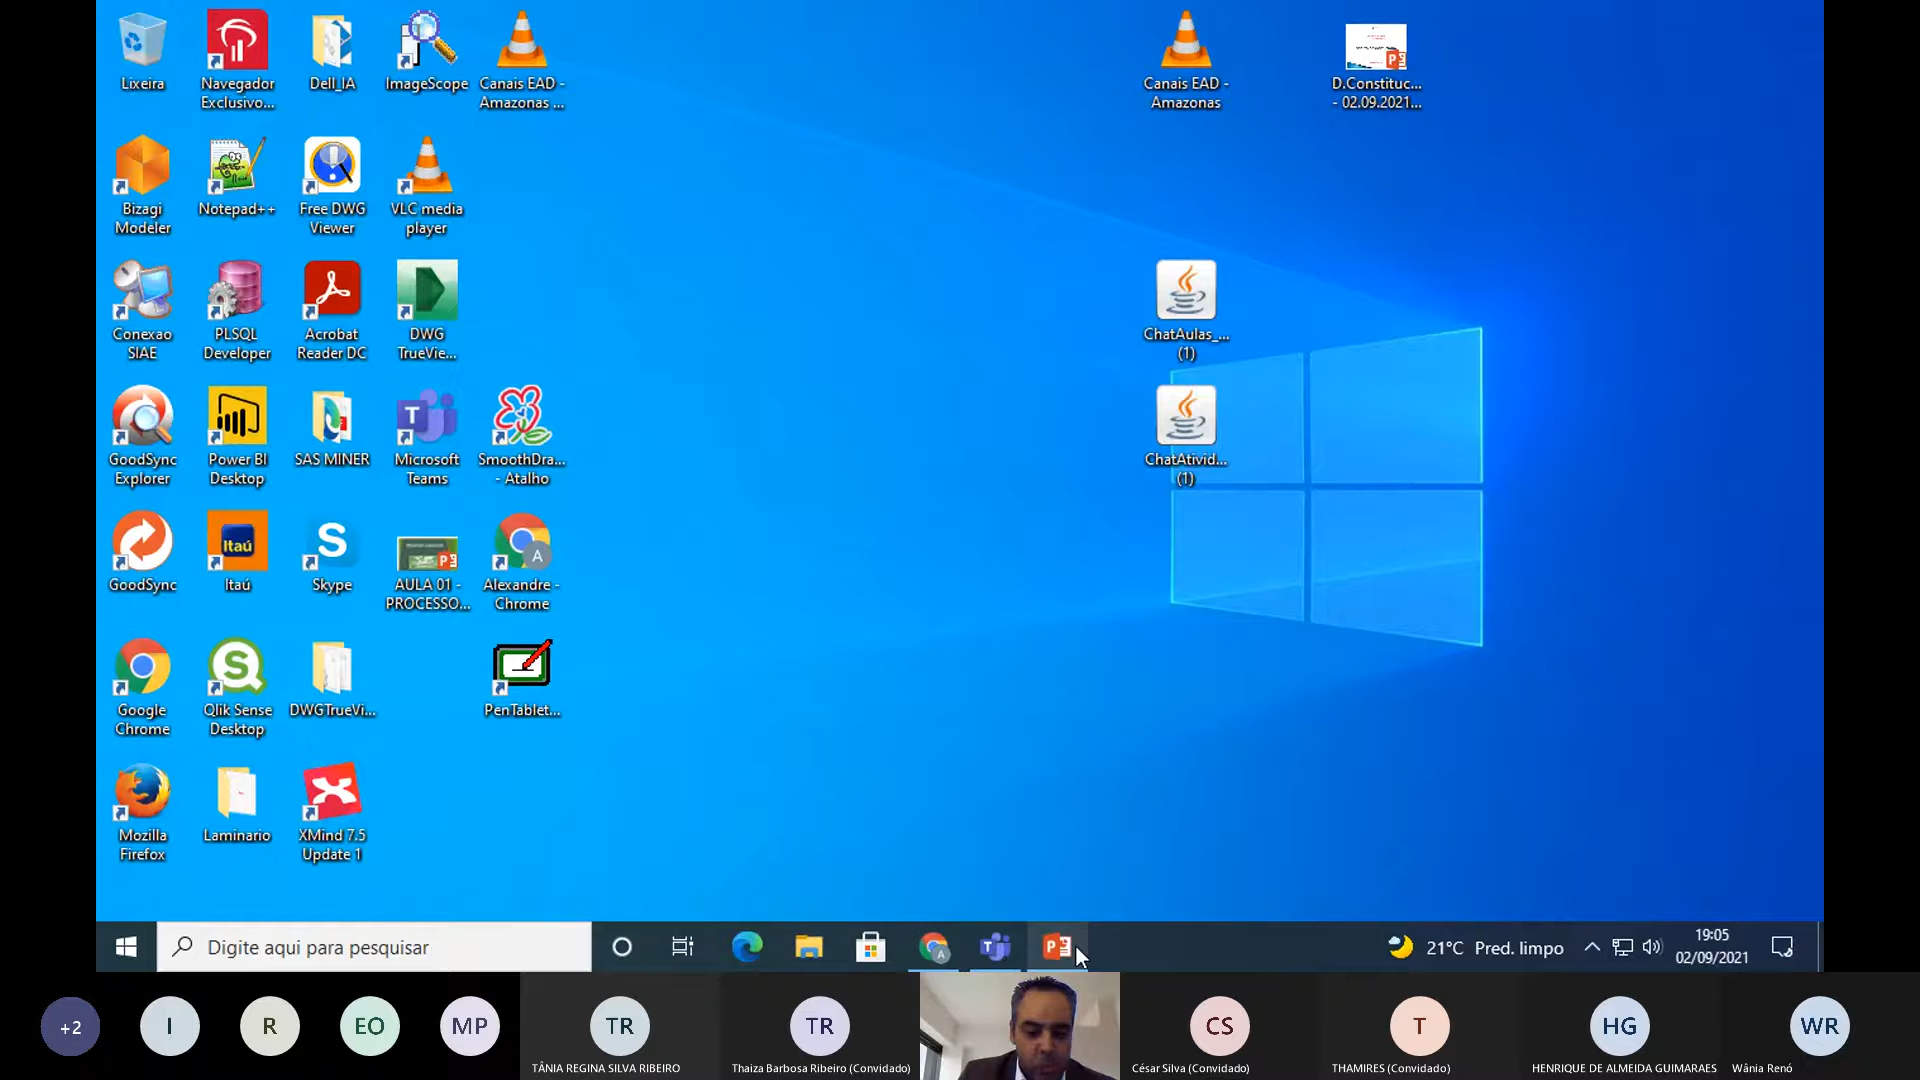 Lixeira
Navegador
Exclusivo...
Dell_IA
ImageScope
Canais EAD -
Amazonas ...
Canais EAD -
Amazonas
D.Constituc...
- 02.09.2021...
Bizagi
Modeler
Notepad++
Free DWG
Viewer
VLC media
player
Conexao
SIAE
PLSQL
Developer
Acrobat
Reader DC
DWG
TrueVie...
ChatAulas_...
(1)
GoodSync
Explorer
Power BI
Desktop
SAS MINER
Microsoft
Teams
SmoothDra...
- Atalho
ChatAtivid...
(1)
Itaú
A
GoodSync
Itaú
Skype
AULA 01 -
PROCESSO...
Alexandre -
Chrome
Google
Chrome
Qlik Sense
Desktop
DWGTrueVi...
PenTablet...
Mozilla
Firefox
Laminario
XMind 7.5
Update 1
Digite aqui para pesquisar
21°C Pred. limpo
19:05
02/09/2021
+2
I
R
EO
MP
TR
TR
CS
T
HG
WR
TÂNIA REGINA SILVA RIBEIRO
Thaiza Barbosa Ribeiro (Convidado)
César Silva (Convidado)
THAMIRES (Convidado)
HENRIQUE DE ALMEIDA GUIMARAES
Wânia Renó